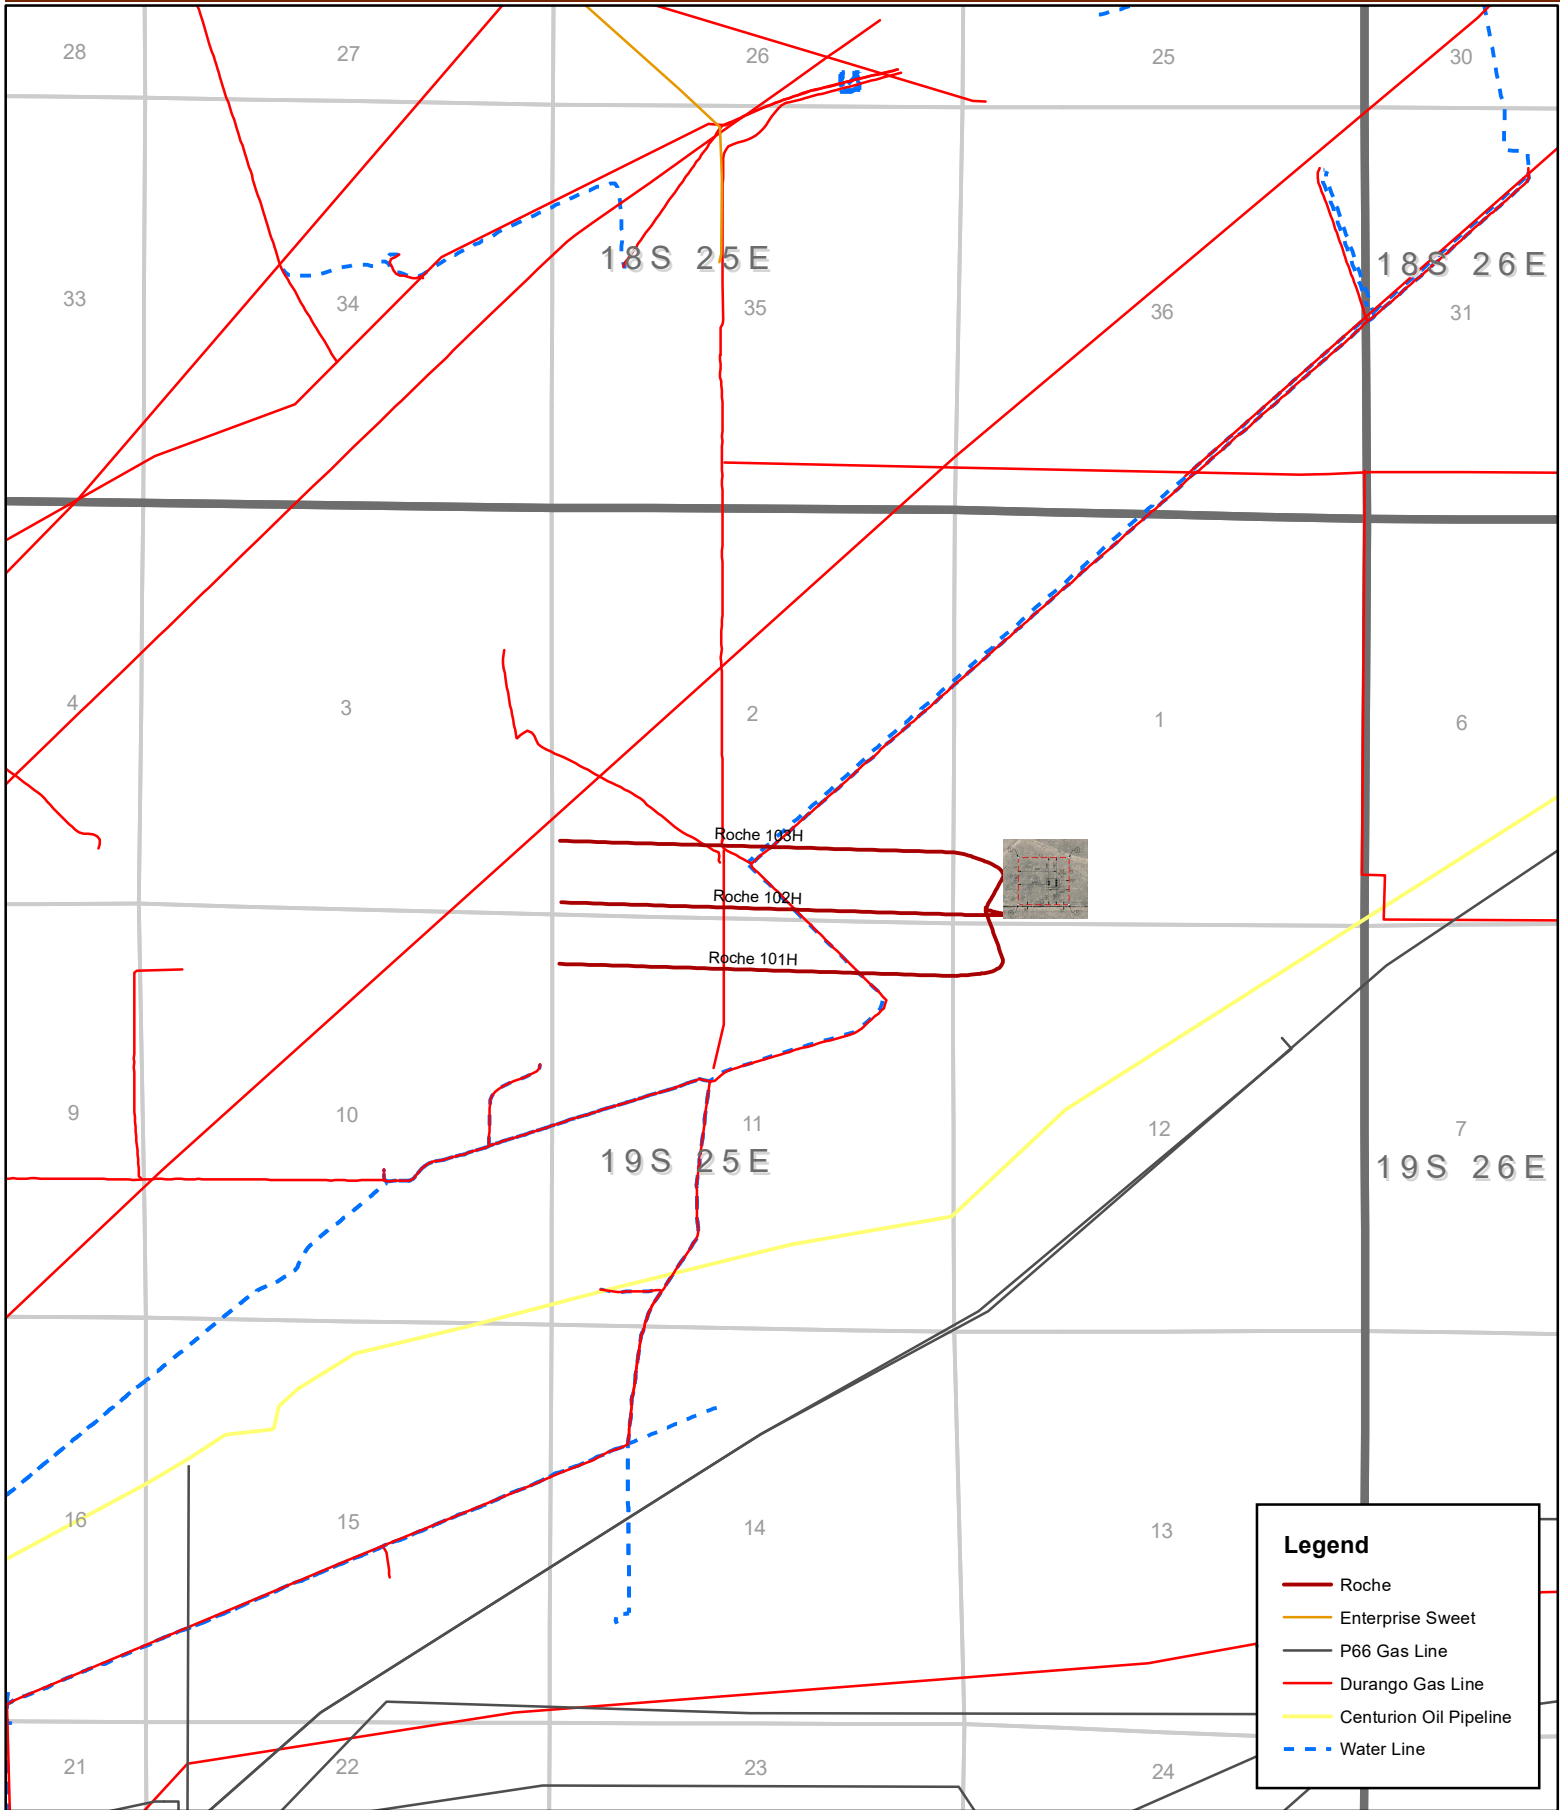 28
27
26
25
30
18S 25E
18S 26E
33
34
35
36
31
4
3
2
1
6
Roche 103H
Roche 102H
Roche 101H
9
10
11
12
7
19S 25E
19S 26E
16
15
14
13
Legend
Roche
Enterprise Sweet
P66 Gas Line
Durango Gas Line
Centurion Oil Pipeline
Water Line
21
22
23
24